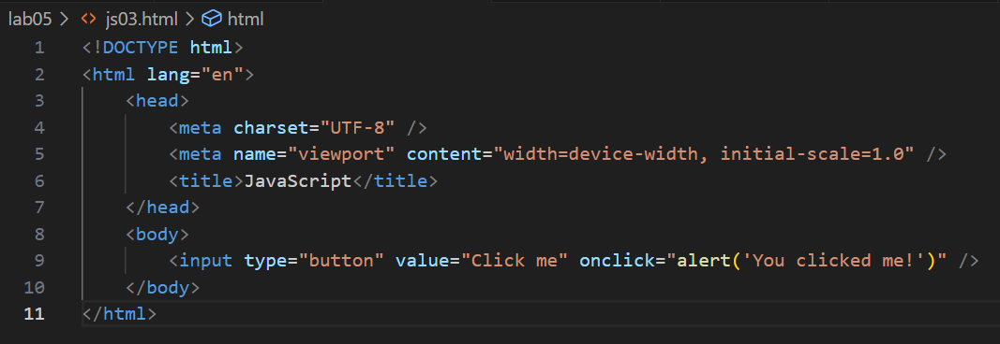 lab05 > <> js03.html > html
1 <!DOCTYPE html>
2 <html lang="en">
3     <head>
4         <meta charset="UTF-8" />
5         <meta name="viewport" content="width=device-width, initial-scale=1.0" />
6         <title>JavaScript</title>
7     </head>
8     <body>
9         <input type="button" value="Click me" onclick="alert('You clicked me!')" />
10     </body>
11 </html>